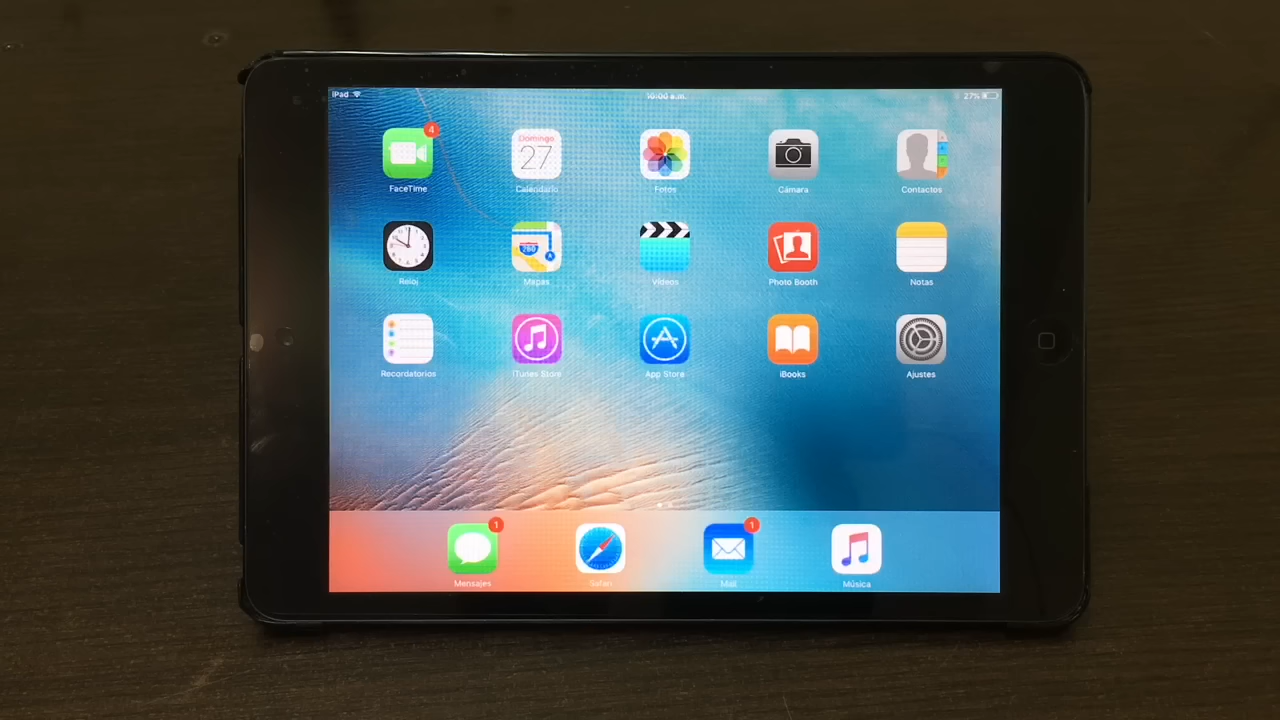 iPad 10:00 a.m. 27%
4 Domingo
27
FaceTime Calendario Fotos Cámara Contactos
280
Reloj Mapas Videos Photo Booth Notas
Recordatorios iTunes Store App Store iBooks Ajustes
1 1
Mensajes Safari Mail Música